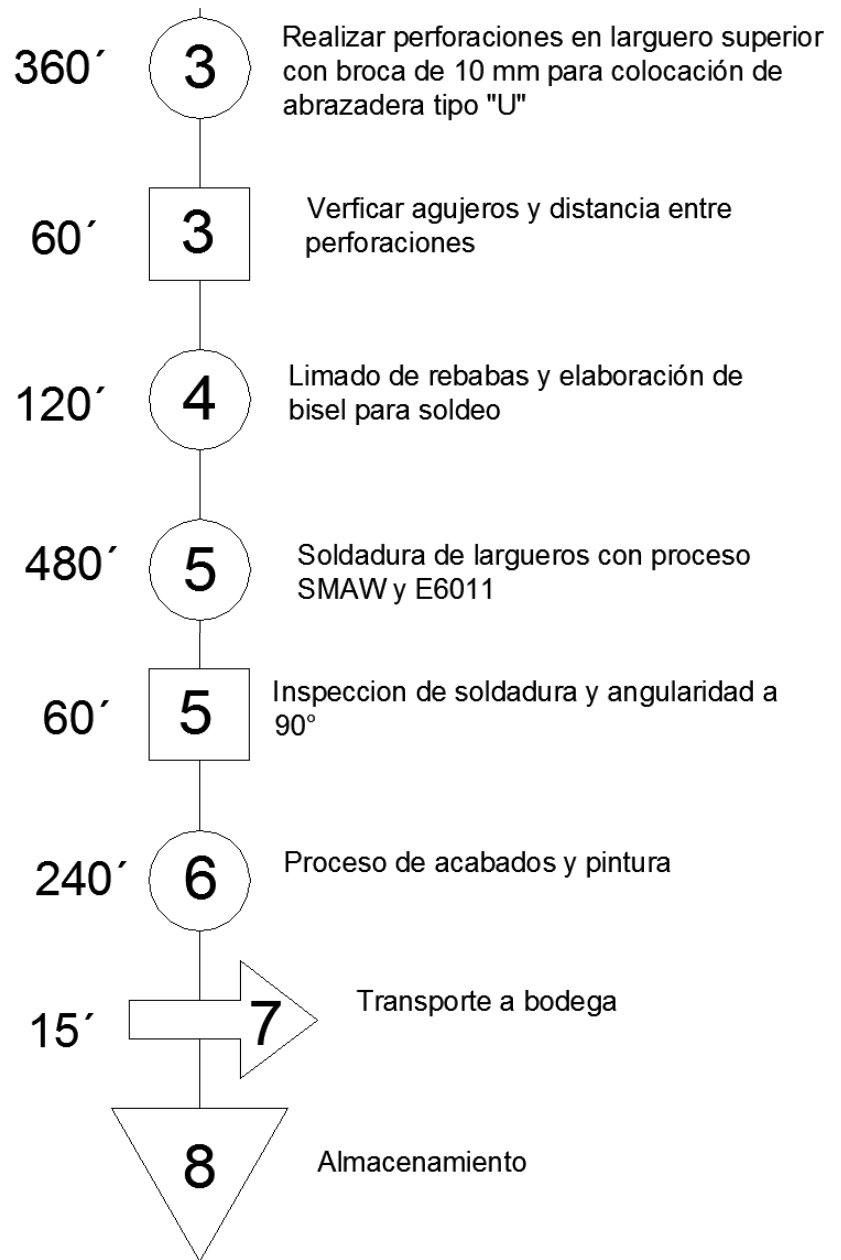 360´
3
Realizar perforaciones en larguero superior
con broca de 10 mm para colocación de
abrazadera tipo "U"
60´
3
Verficar agujeros y distancia entre
perforaciones
120´
4
Limado de rebabas y elaboración de
bisel para soldeo
480´
5
Soldadura de largueros con proceso
SMAW y E6011
60´
5
Inspeccion de soldadura y angularidad a
90°
240´
6
Proceso de acabados y pintura
15´
7
Transporte a bodega
8
Almacenamiento